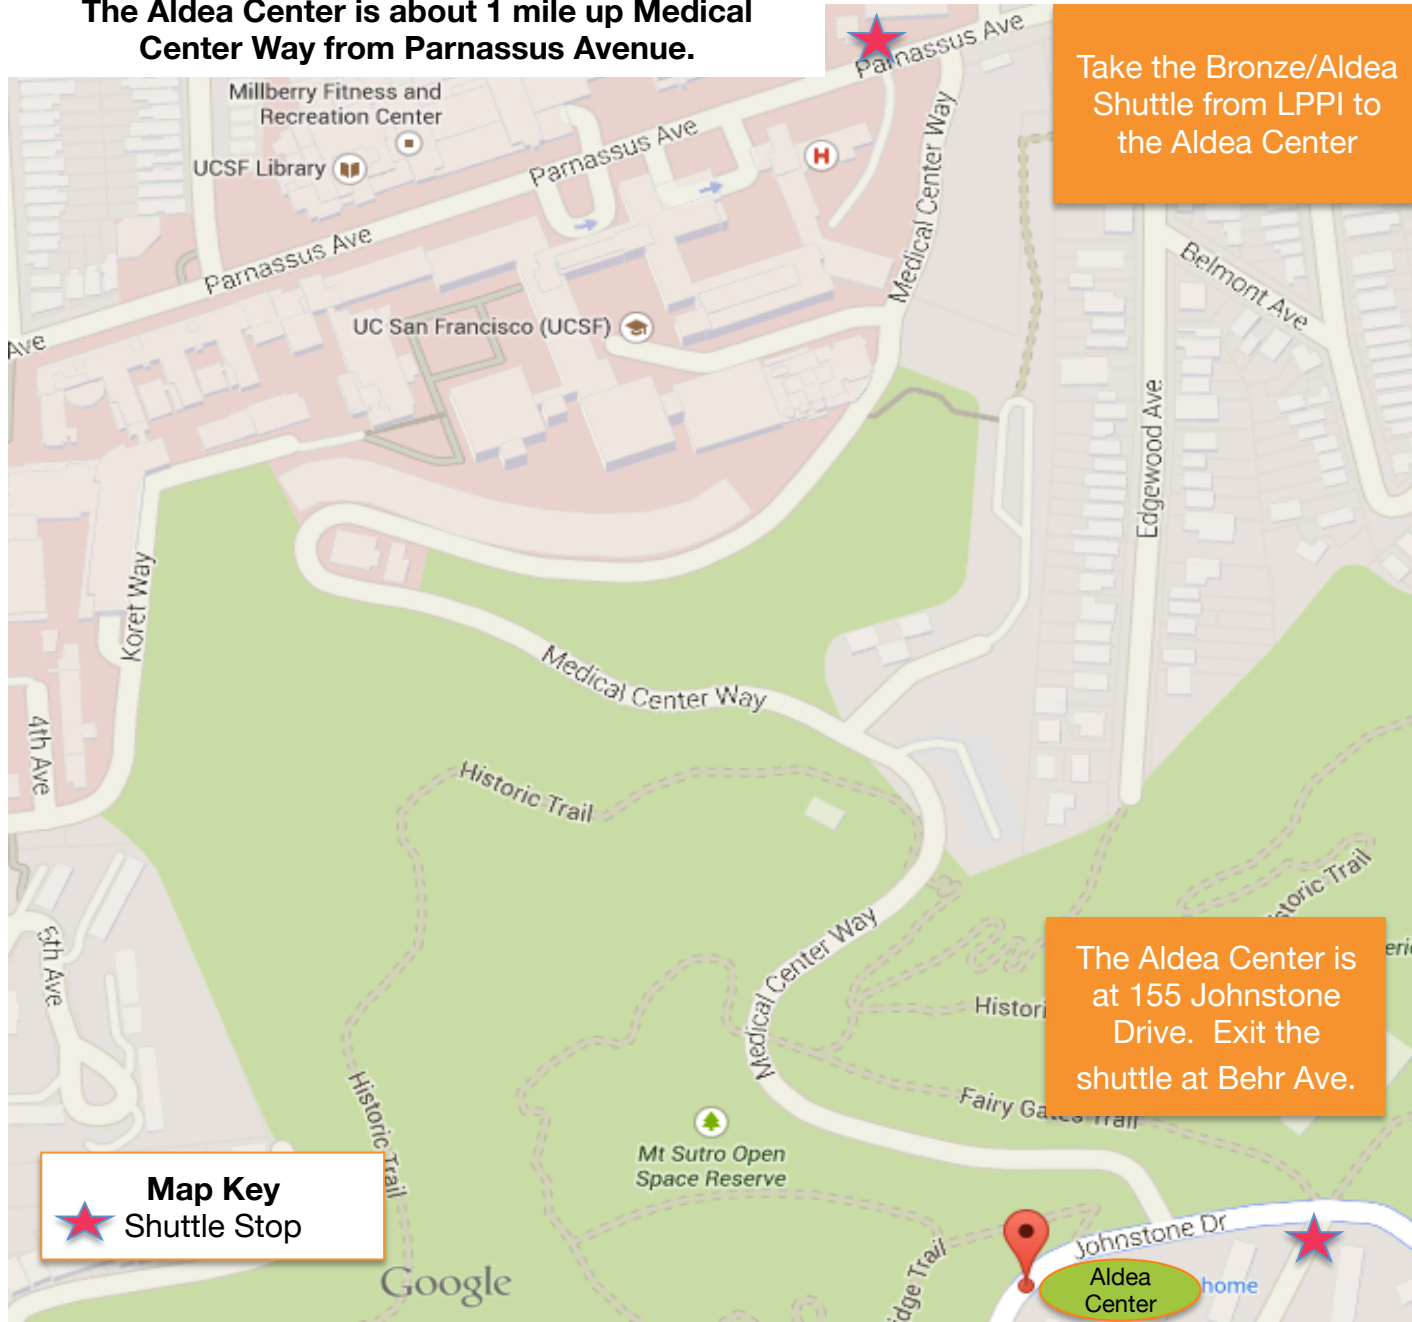 The Aldea Center is about 1 mile up Medical
Center Way from Parnassus Avenue.
Parnassus Ave
Take the Bronze/Aldea
Shuttle from LPPI to
the Aldea Center
Millberry Fitness and
Recreation Center
UCSF Library
Parnassus Ave
H
Medical Center Way
Parnassus Ave
Belmont Ave
UC San Francisco (UCSF)
Ave
Edgewood Ave
Koret Way
Medical Center Way
4th Ave
Historic Trail
storic Trail
5th Ave
Medical Center Way
The Aldea Center is
at 155 Johnstone
Drive. Exit the
shuttle at Behr Ave.
Histori
eric
Historic Trail
Fairy Gates Trail
Mt Sutro Open
Space Reserve
Map Key
Shuttle Stop
Johnstone Dr
idge Trail
Google
Aldea
Center
home